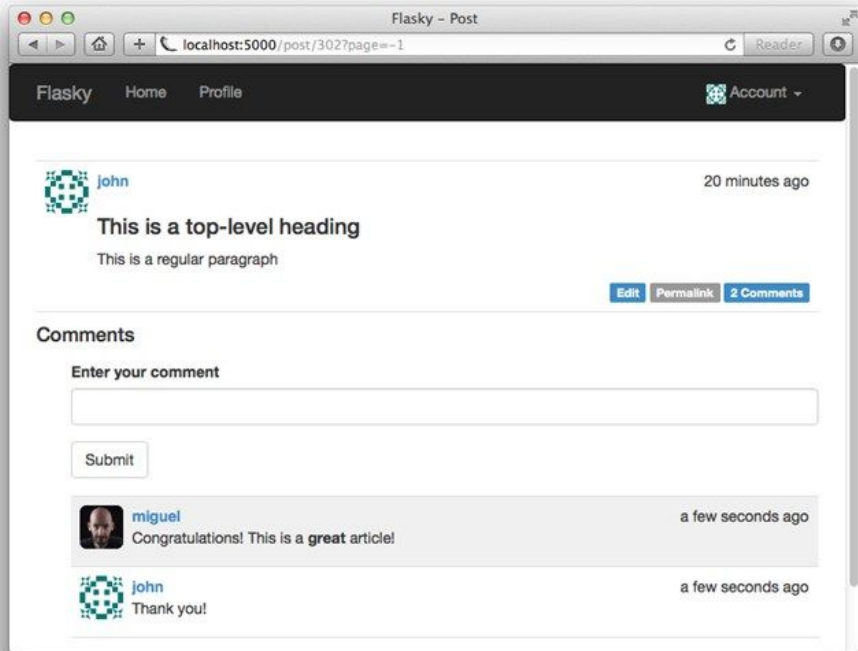 Flasky – Post
localhost:5000/post/302?page=-1
Reader
Flasky Home Profile Account
john 20 minutes ago
This is a top-level heading
This is a regular paragraph
Edit Permalink 2 Comments
Comments
Enter your comment
Submit
miguel a few seconds ago
Congratulations! This is a great article!
john a few seconds ago
Thank you!